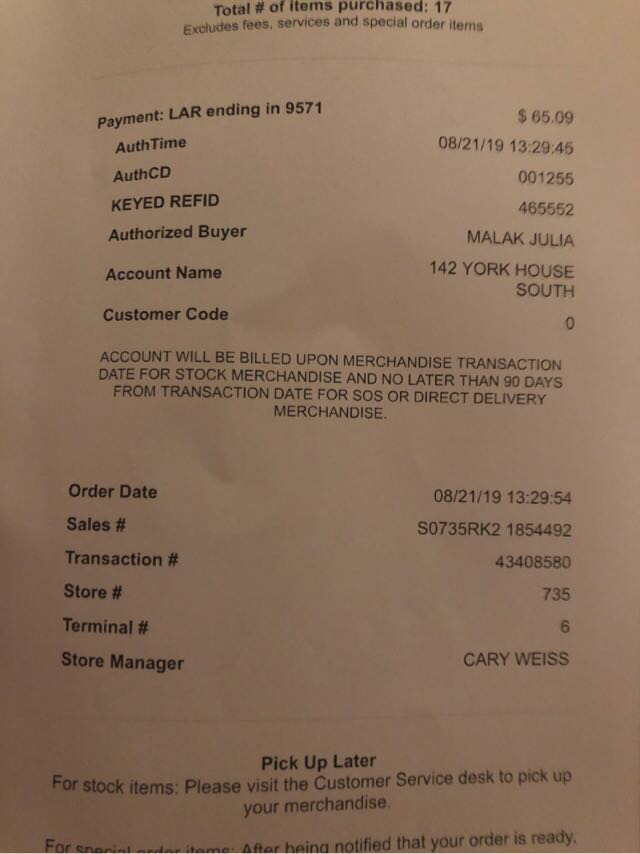 Total # of items purchased: 17
Excludes fees, services and special order items
Payment: LAR ending in 9571 $ 65.09
AuthTime 08/21/19 13:29:45
AuthCD 001255
KEYED REFID 465552
Authorized Buyer MALAK JULIA
Account Name 142 YORK HOUSE
SOUTH
Customer Code 0
ACCOUNT WILL BE BILLED UPON MERCHANDISE TRANSACTION
DATE FOR STOCK MERCHANDISE AND NO LATER THAN 90 DAYS
FROM TRANSACTION DATE FOR SOS OR DIRECT DELIVERY
MERCHANDISE.
Order Date 08/21/19 13:29:54
Sales # S0735RK2 1854492
Transaction # 43408580
Store # 735
Terminal # 6
Store Manager CARY WEISS
Pick Up Later
For stock items: Please visit the Customer Service desk to pick up
your merchandise.
For special order items: After being notified that your order is ready,